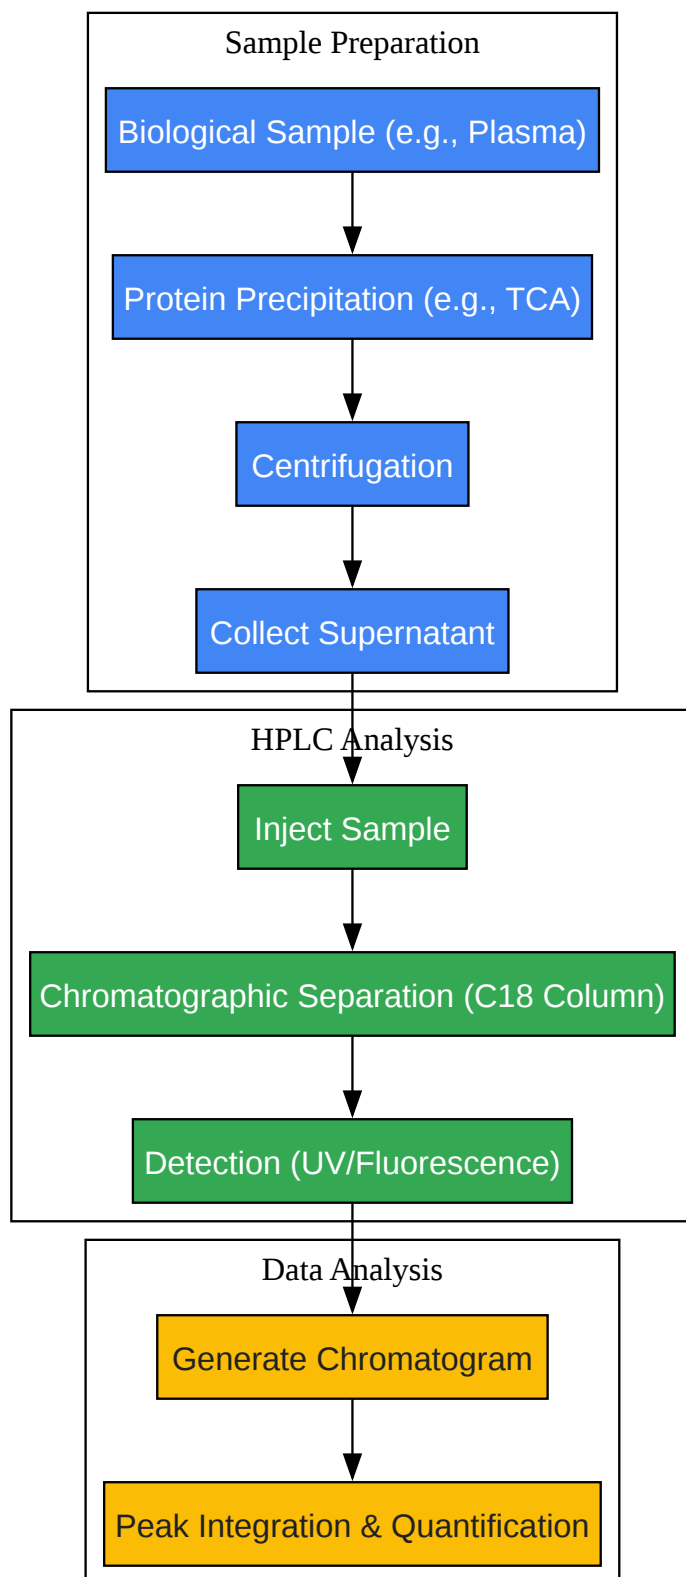 Sample Preparation
Biological Sample (e.g., Plasma)
Protein Precipitation (e.g., TCA)
Centrifugation
Collect Supernatant
HPLC Analysis
Inject Sample
Chromatographic Separation (C18 Column)
Detection (UV/Fluorescence)
Data Analysis
Generate Chromatogram
Peak Integration & Quantification